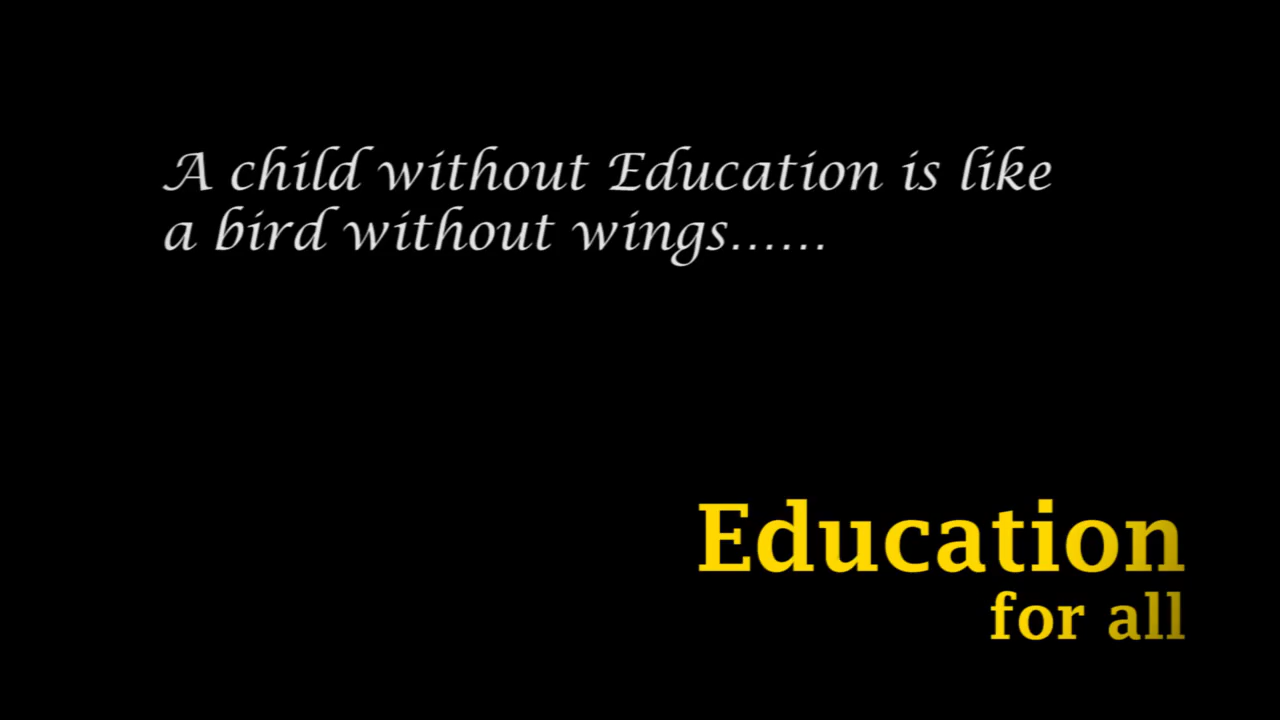 A child without Education is like
a bird without wings......
Education
for all